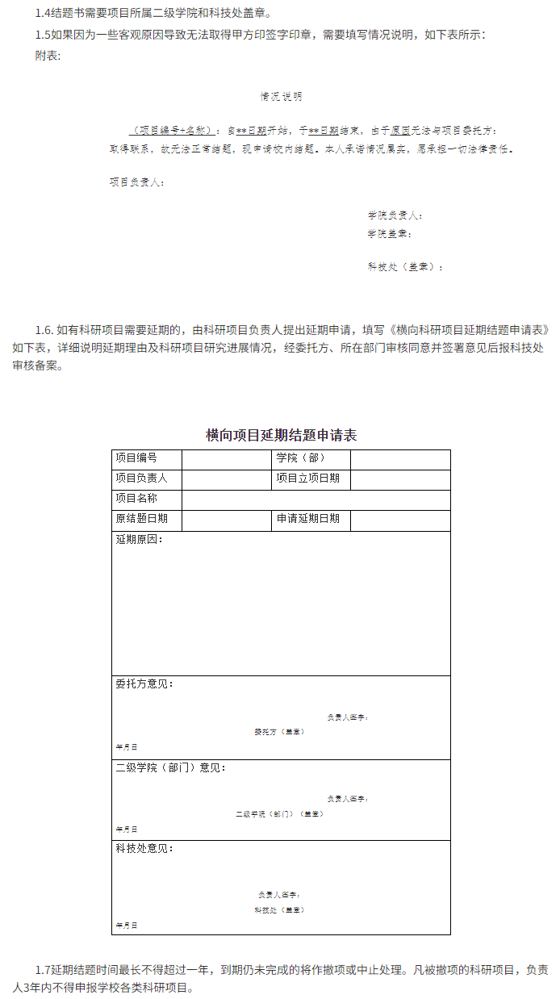 1.4结题书需要项目所属二级学院和科技处盖章。
1.5如果因为一些客观原因导致无法取得甲方印签字印章，需要填写情况说明，如下表所示：
附表:
情况说明
（项目编号+名称）：自**日期开始，于**日期结束，由于原因无法与项目委托方：
取得联系，故无法正常结题，现申请校内结题。本人承诺情况属实，愿承担一切法律责任。
项目负责人：
学院负责人：
学院盖章：
科技处（盖章）：
1.6. 如有科研项目需要延期的，由科研项目负责人提出延期申请，填写《横向科研项目延期结题申请表》
如下表，详细说明延期理由及科研项目研究进展情况，经委托方、所在部门审核同意并签署意见后报科技处
审核备案。
横向项目延期结题申请表
项目编号 学院（部）
项目负责人 项目立项日期
项目名称
原结题日期 申请延期日期
延期原因：
委托方意见：
负责人签字：
委托方（盖章）
年月日
二级学院（部门）意见：
负责人签字：
二级学院（部门）（盖章）
年月日
科技处意见：
负责人签字：
科技处（盖章）
年月日
1.7延期结题时间最长不得超过一年，到期仍未完成的将作撤项或中止处理。凡被撤项的科研项目，负责
人3年内不得申报学校各类科研项目。